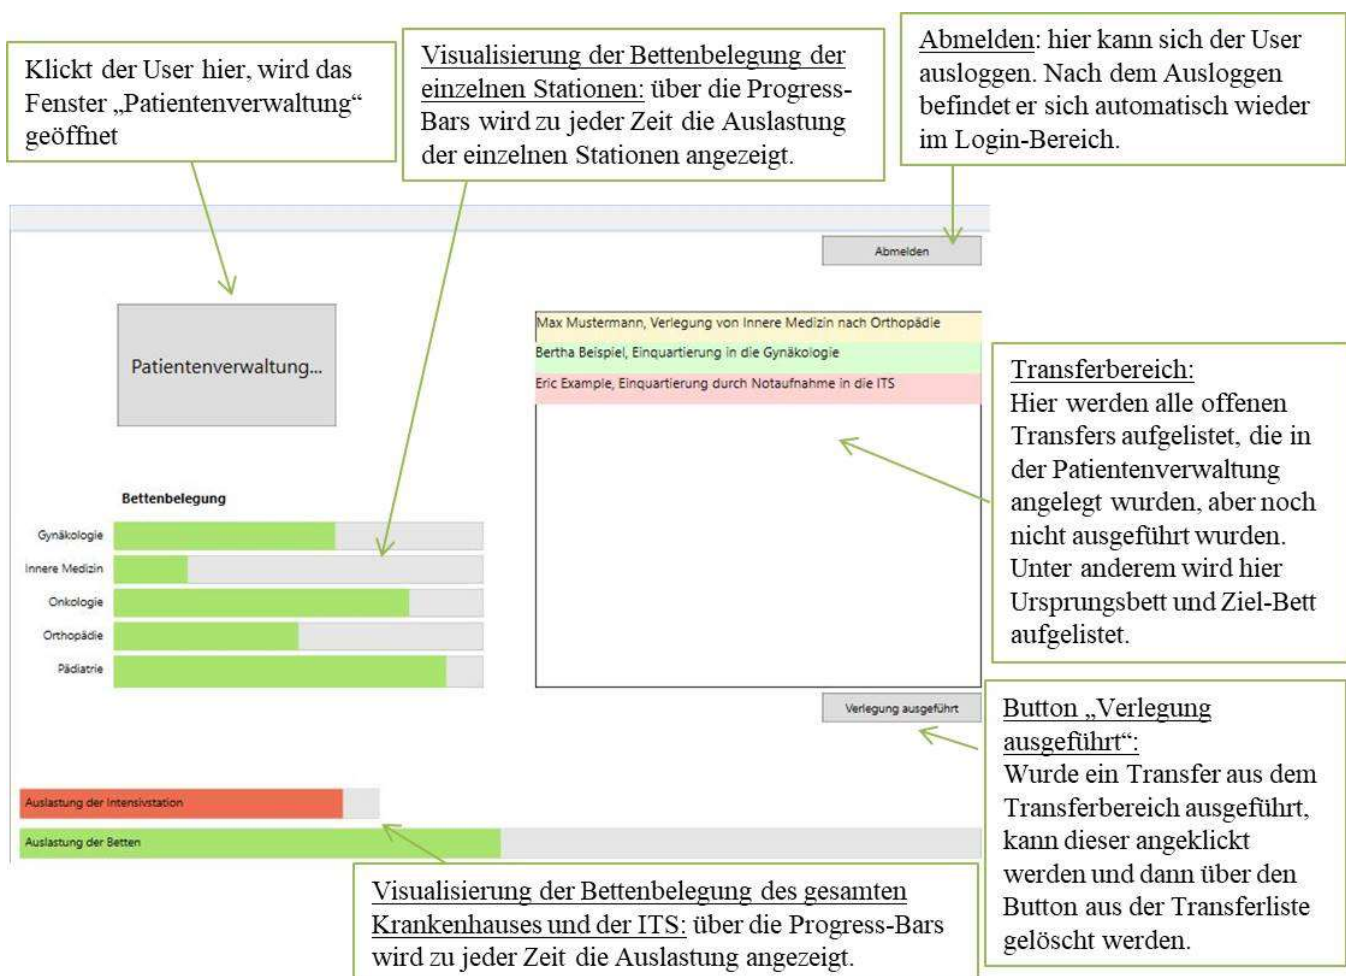 Klickt der User hier, wird das
Fenster „Patientenverwaltung“
geöffnet
Visualisierung der Bettenbelegung der
einzelnen Stationen: über die Progress-
Bars wird zu jeder Zeit die Auslastung
der einzelnen Stationen angezeigt.
Abmelden: hier kann sich der User
ausloggen. Nach dem Ausloggen
befindet er sich automatisch wieder
im Login-Bereich.
Abmelden
Patientenverwaltung...
Max Mustermann, Verlegung von Innere Medizin nach Orthopädie
Bertha Beispiel, Einquartierung in die Gynäkologie
Eric Example, Einquartierung durch Notaufnahme in die ITS
Transferbereich:
Hier werden alle offenen
Transfers aufgelistet, die in
der Patientenverwaltung
angelegt wurden, aber noch
nicht ausgeführt wurden.
Unter anderem wird hier
Ursprungsbett und Ziel-Bett
aufgelistet.
Bettenbelegung
Gynäkologie
Innere Medizin
Onkologie
Orthopädie
Pädiatrie
Verlegung ausgeführt
Button „Verlegung
ausgeführt“:
Wurde ein Transfer aus dem
Transferbereich ausgeführt,
kann dieser angeklickt
werden und dann über den
Button aus der Transferliste
gelöscht werden.
Auslastung der Intensivstation
Auslastung der Betten
Visualisierung der Bettenbelegung des gesamten
Krankenhauses und der ITS: über die Progress-Bars
wird zu jeder Zeit die Auslastung angezeigt.